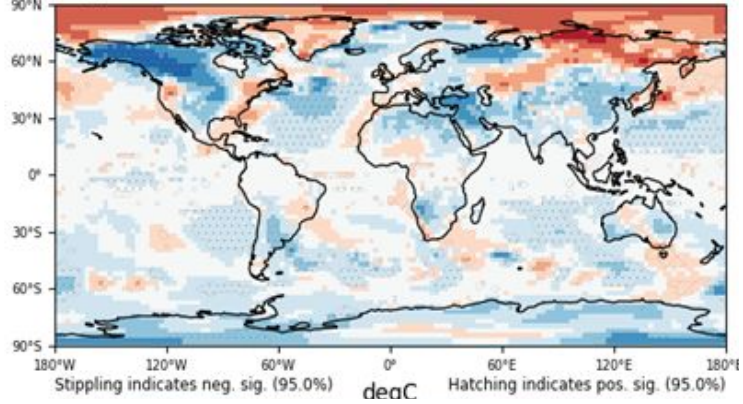 90°N
60°N
30°N
0°
30°S
60°S
90°S
180°W 120°W 60°W 0° 60°E 120°E 180°E
Stippling indicates neg. sig. (95.0%) degC Hatching indicates pos. sig. (95.0%)